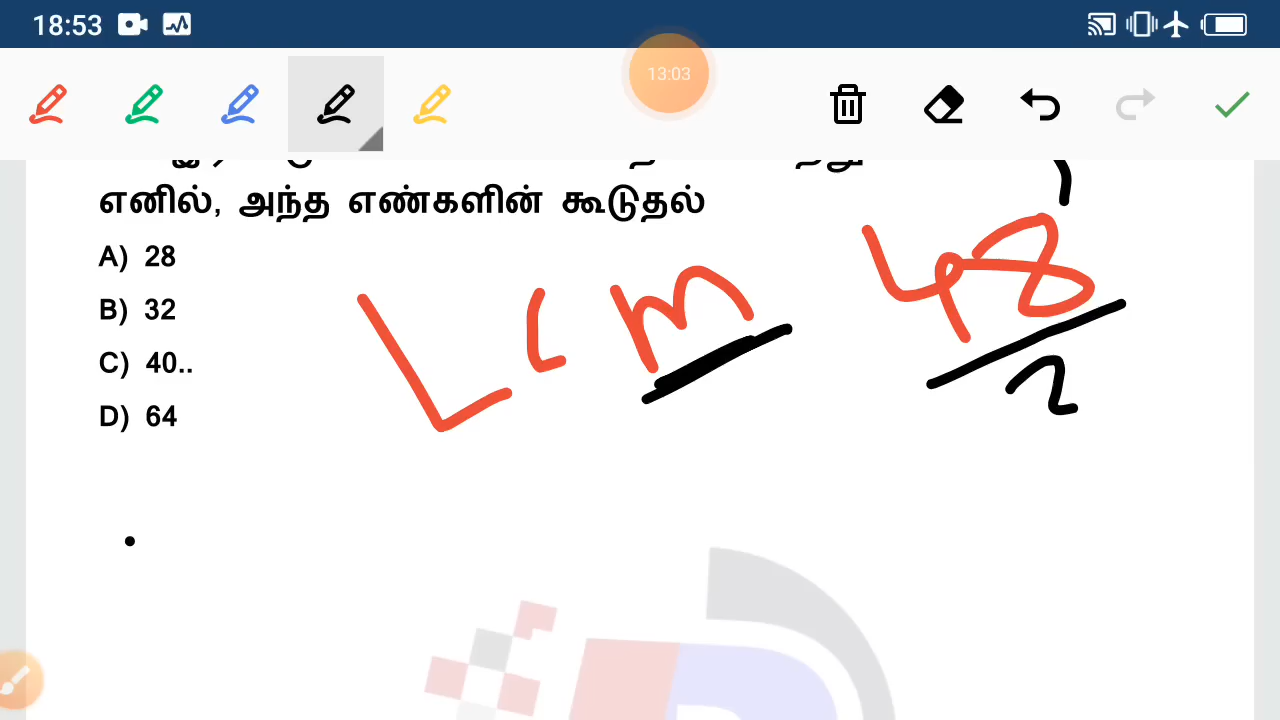 18:53
13:03
எனில், அந்த எண்களின் கூடுதல்
A) 28
B) 32
C) 40..
D) 64
Lcm 48
2